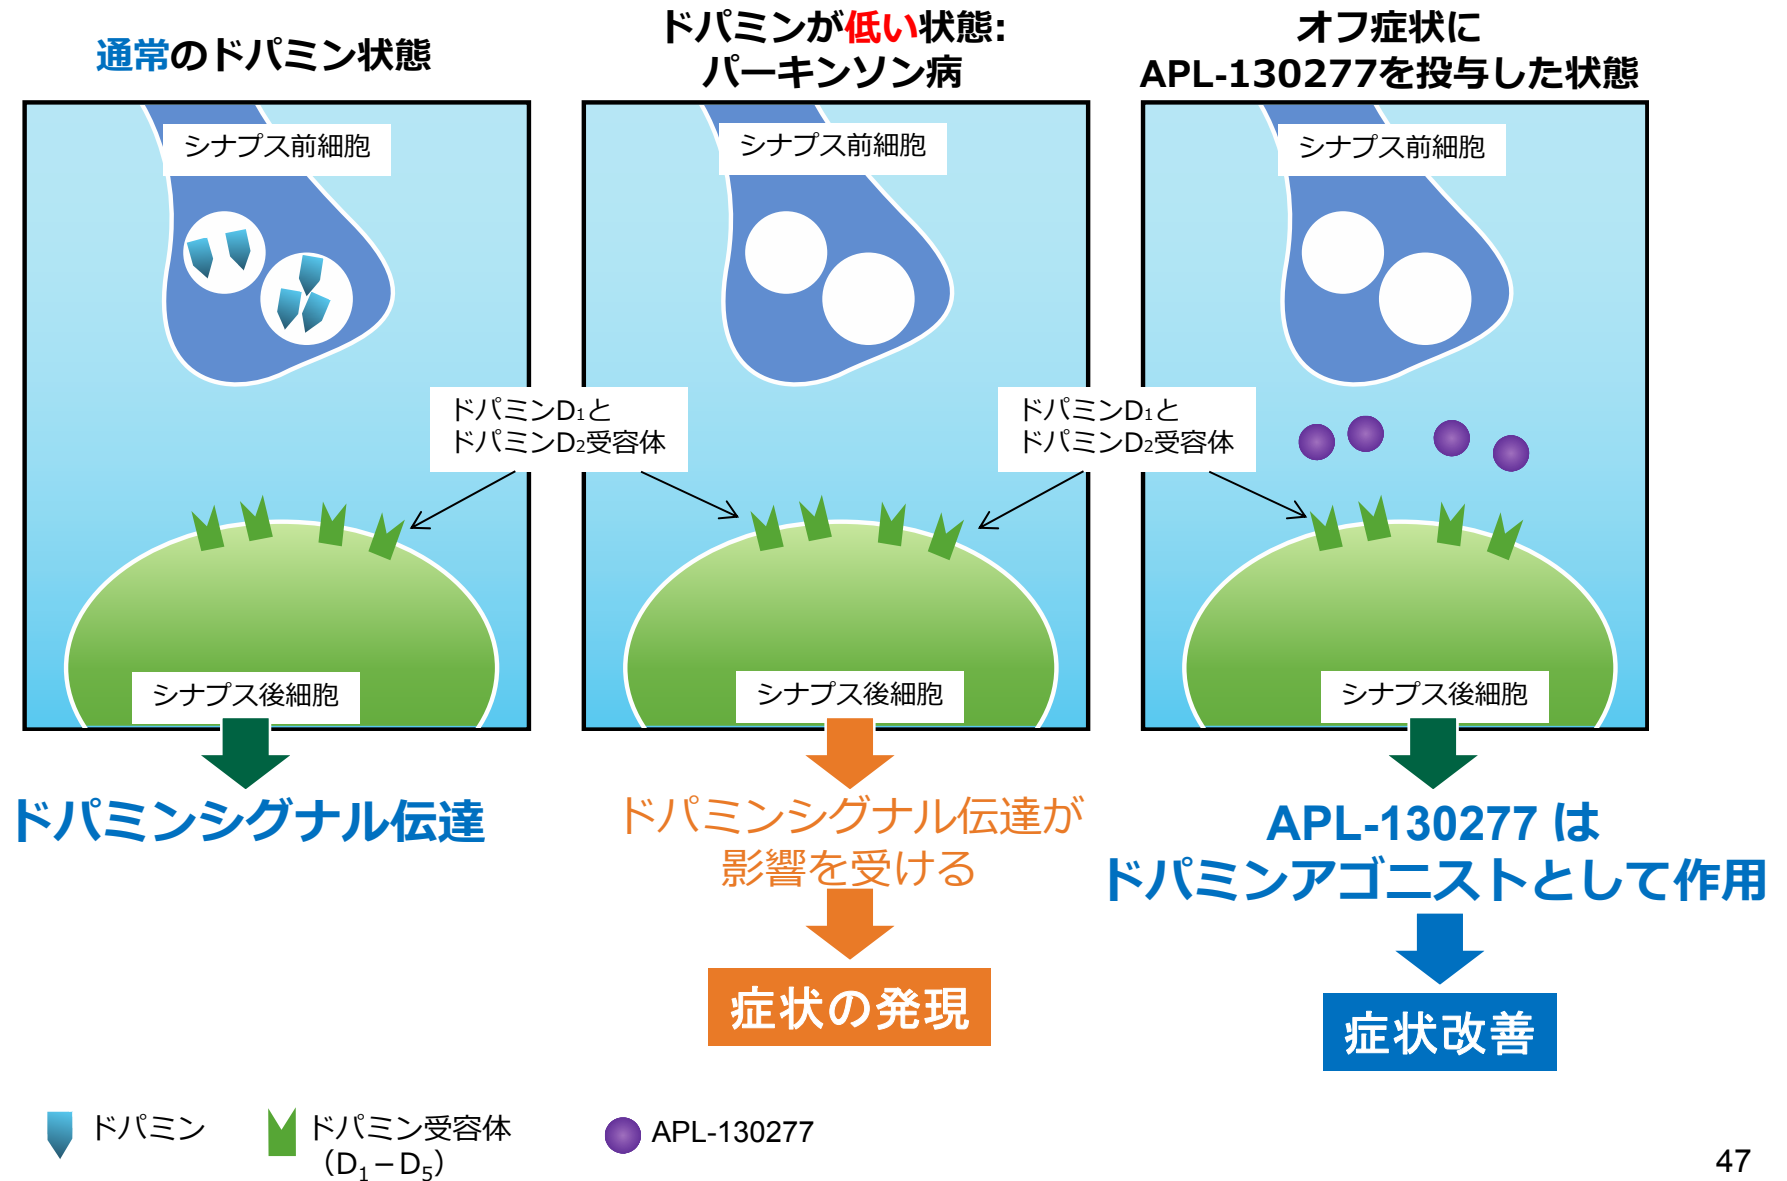 通常のドパミン状態
ドパミンが低い状態:
パーキンソン病
オフ症状に
APL-130277を投与した状態
シナプス前細胞
シナプス前細胞
シナプス前細胞
ドパミンD1と
ドパミンD2受容体
ドパミンD1と
ドパミンD2受容体
シナプス後細胞
シナプス後細胞
シナプス後細胞
ドパミンシグナル伝達
ドパミンシグナル伝達が
影響を受ける
症状の発現
APL-130277 は
ドパミンアゴニストとして作用
症状改善
ドパミン
ドパミン受容体
（D1－D5）
APL-130277
47